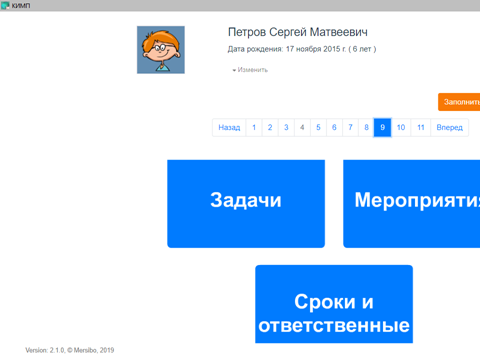 КИМП
Петров Сергей Матвеевич
Дата рождения: 17 ноября 2015 г. ( 6 лет )
Изменить
Заполнить
Назад 1 2 3 4 5 6 7 8 9 10 11 Вперед
Задачи Мероприятия
Сроки и
ответственные
Version: 2.1.0, © Mersibo, 2019